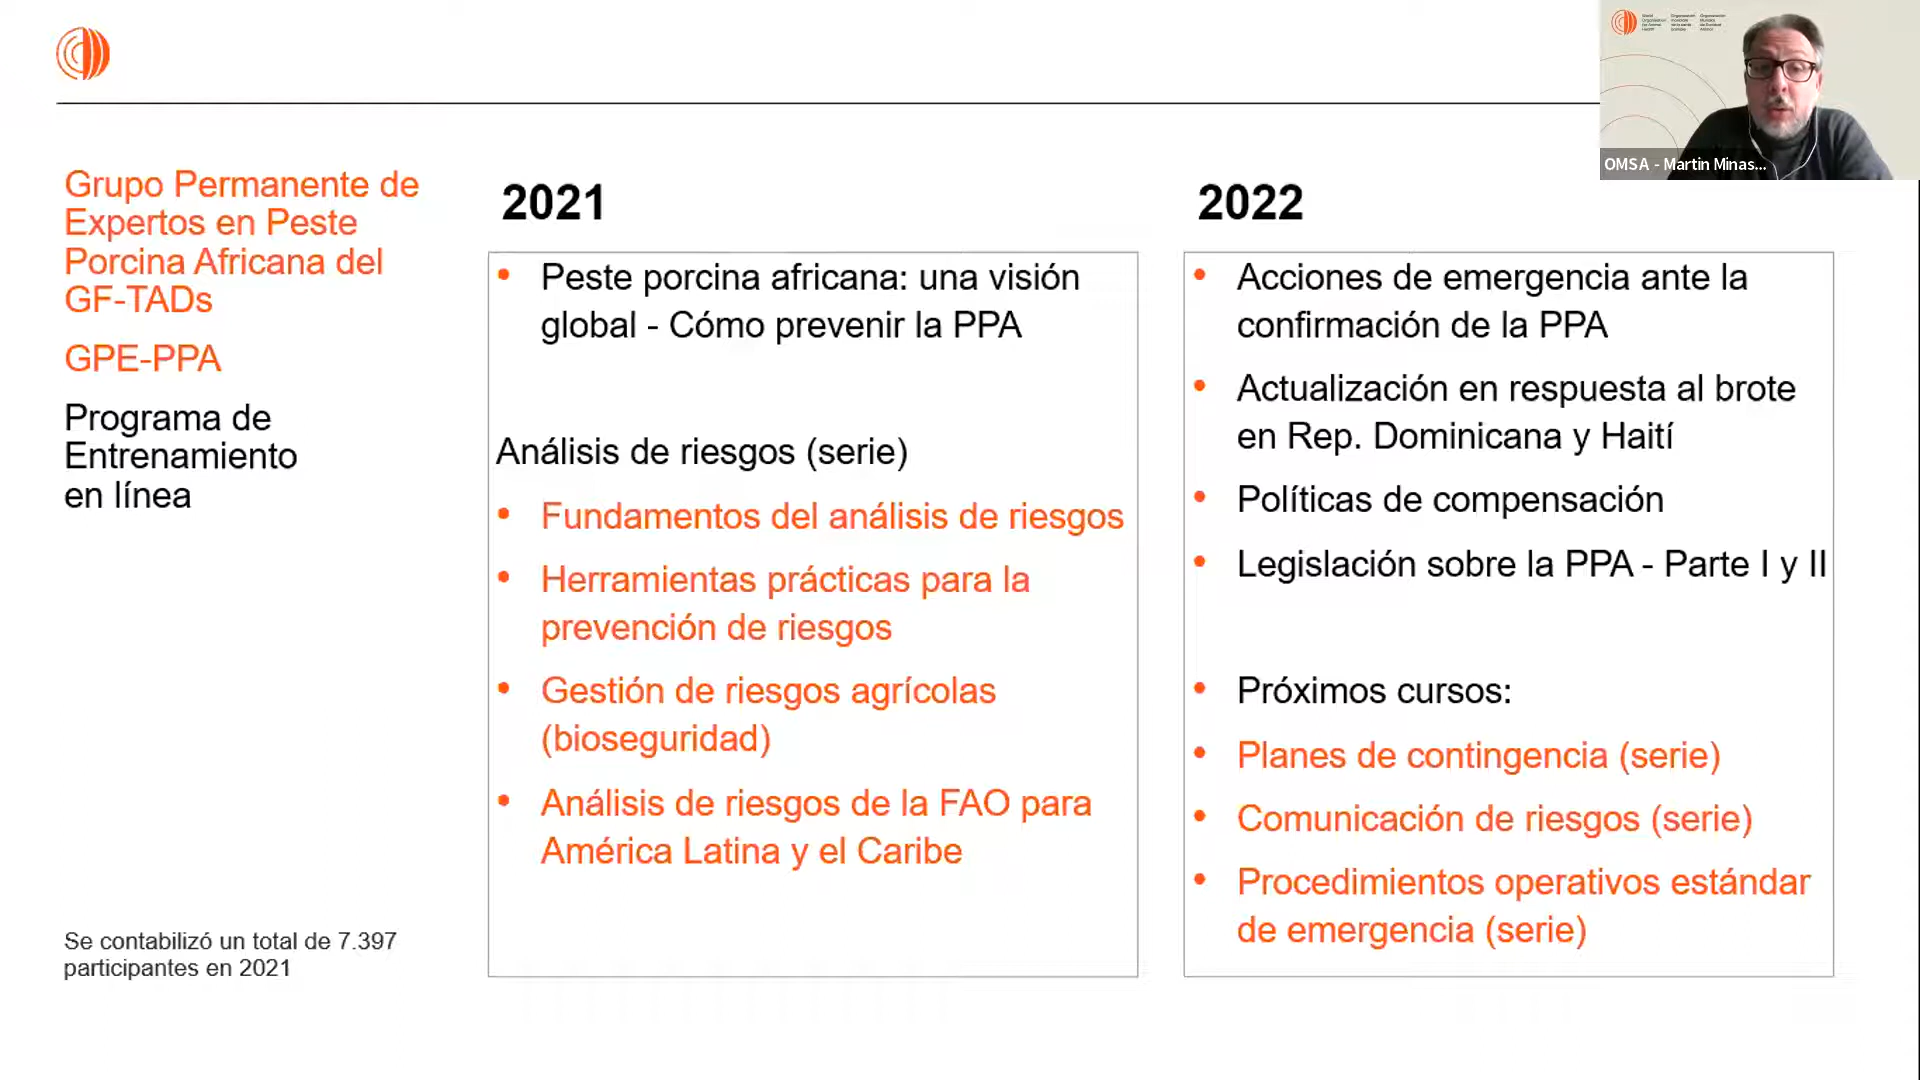 Grupo Permanente de
Expertos en Peste
Porcina Africana del
GF-TADs
GPE-PPA
Programa de
Entrenamiento
en línea
Se contabilizó un total de 7.397
participantes en 2021
2021
• Peste porcina africana: una visión
global - Cómo prevenir la PPA
Análisis de riesgos (serie)
• Fundamentos del análisis de riesgos
• Herramientas prácticas para la
prevención de riesgos
• Gestión de riesgos agrícolas
(bioseguridad)
• Análisis de riesgos de la FAO para
América Latina y el Caribe
2022
• Acciones de emergencia ante la
confirmación de la PPA
• Actualización en respuesta al brote
en Rep. Dominicana y Haití
• Políticas de compensación
• Legislación sobre la PPA - Parte I y II
• Próximos cursos:
• Planes de contingencia (serie)
• Comunicación de riesgos (serie)
• Procedimientos operativos estándar
de emergencia (serie)
OMSA - Martin Minas...